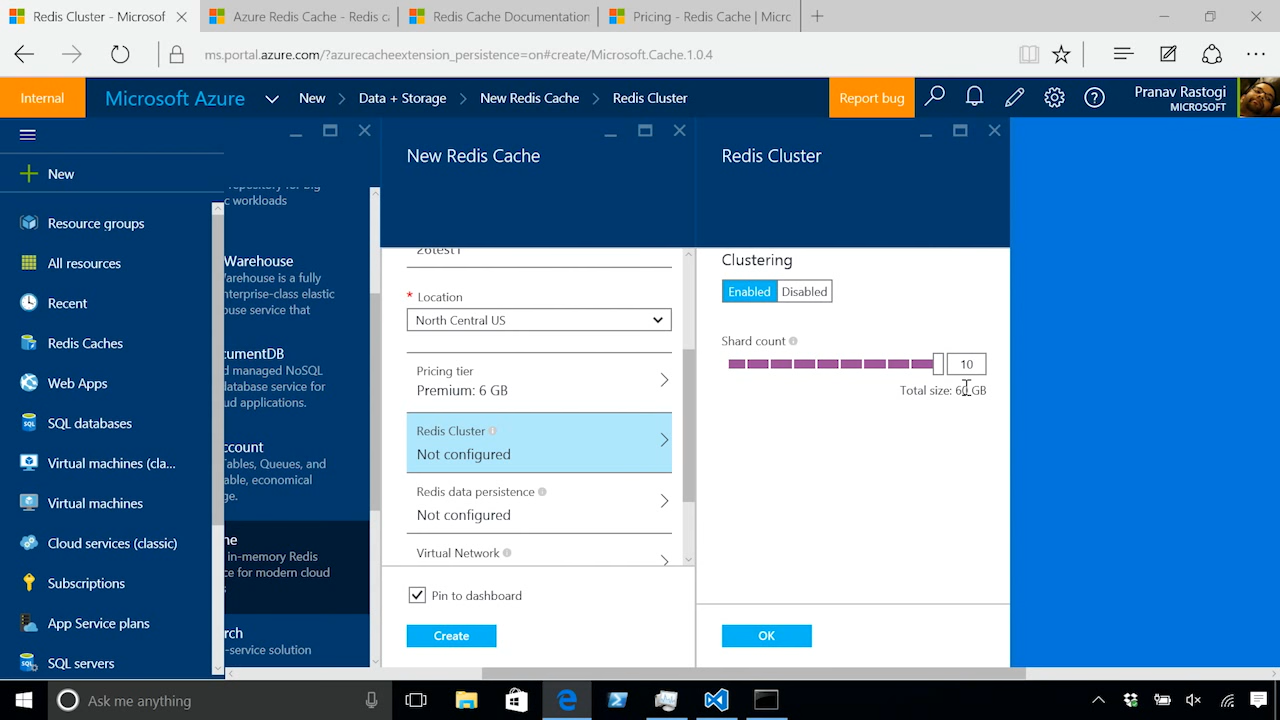 Redis Cluster - Microsof
Azure Redis Cache - Redis ca
Redis Cache Documentation
Pricing - Redis Cache | Micro
ms.portal.azure.com/?azurecacheextension_persistence=on#create/Microsoft.Cache.1.0.4
Internal
Microsoft Azure
New
Data + Storage
New Redis Cache
Redis Cluster
Report bug
Pranav Rastogi
MICROSOFT
New
Resource groups
All resources
Recent
Redis Caches
Web Apps
SQL databases
Virtual machines (cla...
Virtual machines
Cloud services (classic)
Subscriptions
App Service plans
SQL servers
repository for big
c workloads
Warehouse
Warehouse is a fully
nterprise-class elastic
ouse service that
umentDB
d managed NoSQL
database service for
ud applications.
ccount
Tables, Queues, and
able, economical
ge.
he
in-memory Redis
ce for modern cloud
rch
-service solution
New Redis Cache
26test1
* Location
North Central US
Pricing tier
Premium: 6 GB
Redis Cluster
Not configured
Redis data persistence
Not configured
Virtual Network
Pin to dashboard
Create
Redis Cluster
Clustering
Enabled
Disabled
Shard count
10
Total size: 60 GB
OK
Ask me anything